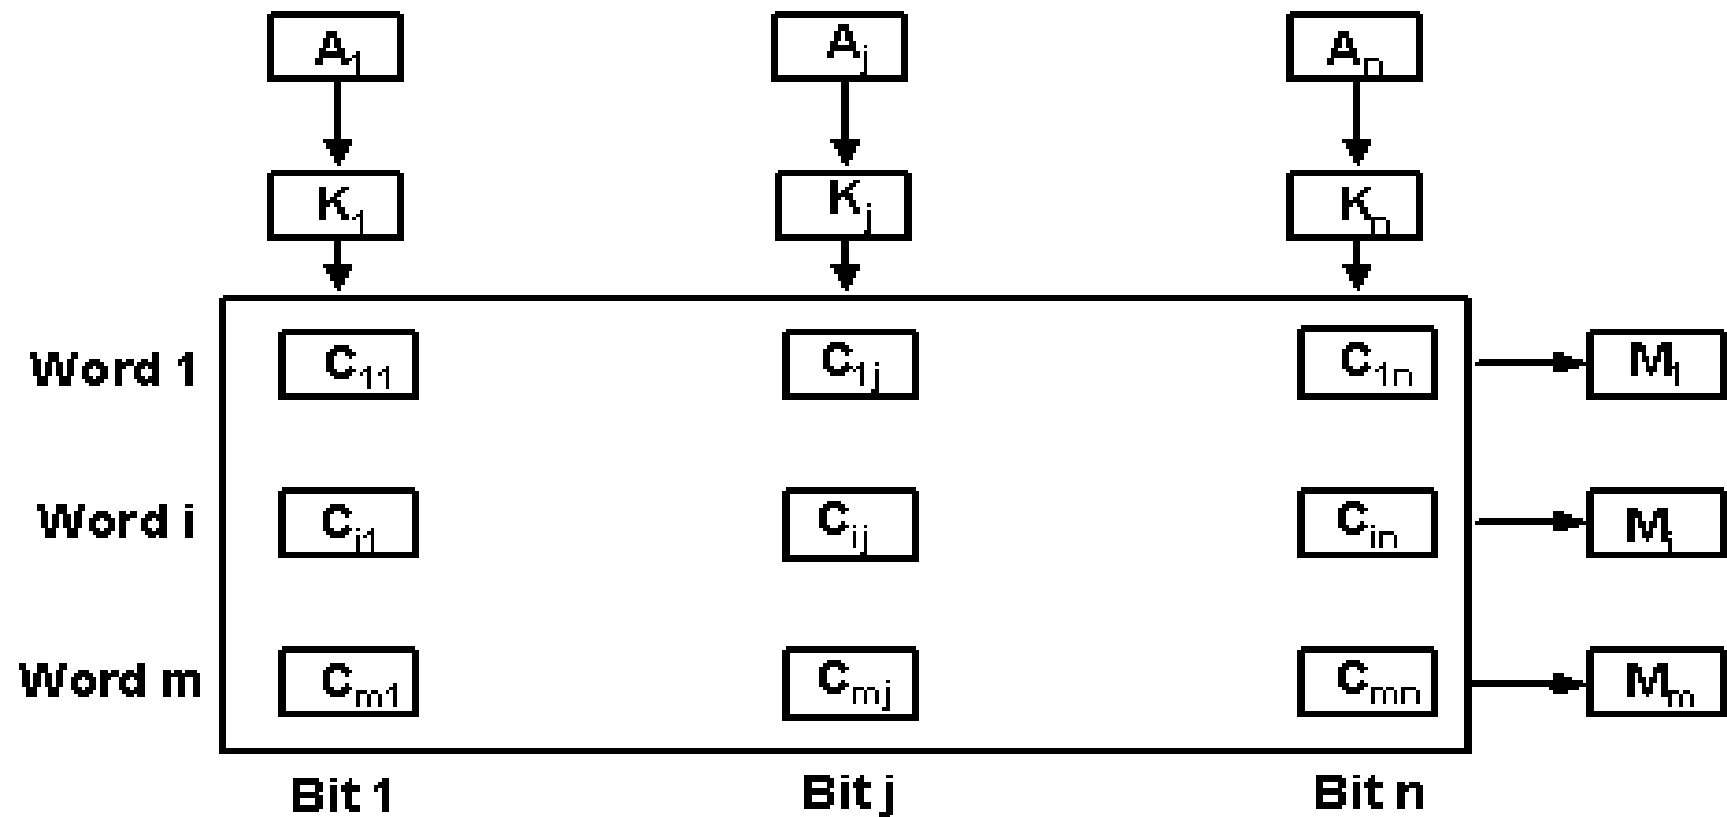 A1 Aj An
K1 Kj Kn
Word 1 C11 C1j C1n M1
Word i Ci1 Cij Cin Mi
Word m Cm1 Cmj Cmn Mm
Bit 1 Bit j Bit n